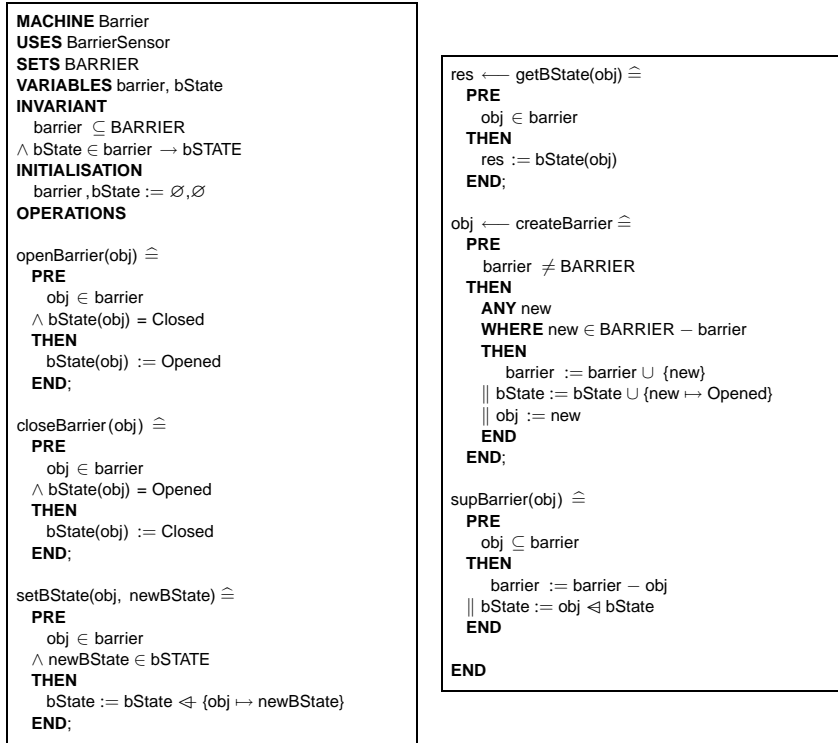 MACHINE Barrier
USES BarrierSensor
SETS BARRIER
VARIABLES barrier, bState
INVARIANT
barrier ⊆ BARRIER
∧ bState ∈ barrier → bSTATE
INITIALISATION
barrier ,bState := ∅,∅
OPERATIONS
openBarrier(obj) ≙
PRE
obj ∈ barrier
∧ bState(obj) = Closed
THEN
bState(obj) := Opened
END;
closeBarrier(obj) ≙
PRE
obj ∈ barrier
∧ bState(obj) = Opened
THEN
bState(obj) := Closed
END;
setBState(obj, newBState) ≙
PRE
obj ∈ barrier
∧ newBState ∈ bSTATE
THEN
bState := bState ⩤ {obj ↦ newBState}
END;
res ⟵ getBState(obj) ≙
PRE
obj ∈ barrier
THEN
res := bState(obj)
END;
obj ⟵ createBarrier ≙
PRE
barrier ≠ BARRIER
THEN
ANY new
WHERE new ∈ BARRIER − barrier
THEN
barrier := barrier ∪ {new}
‖ bState := bState ∪ {new ↦ Opened}
‖ obj := new
END
END;
supBarrier(obj) ≙
PRE
obj ⊆ barrier
THEN
barrier := barrier − obj
‖ bState := obj ⩤ bState
END
END